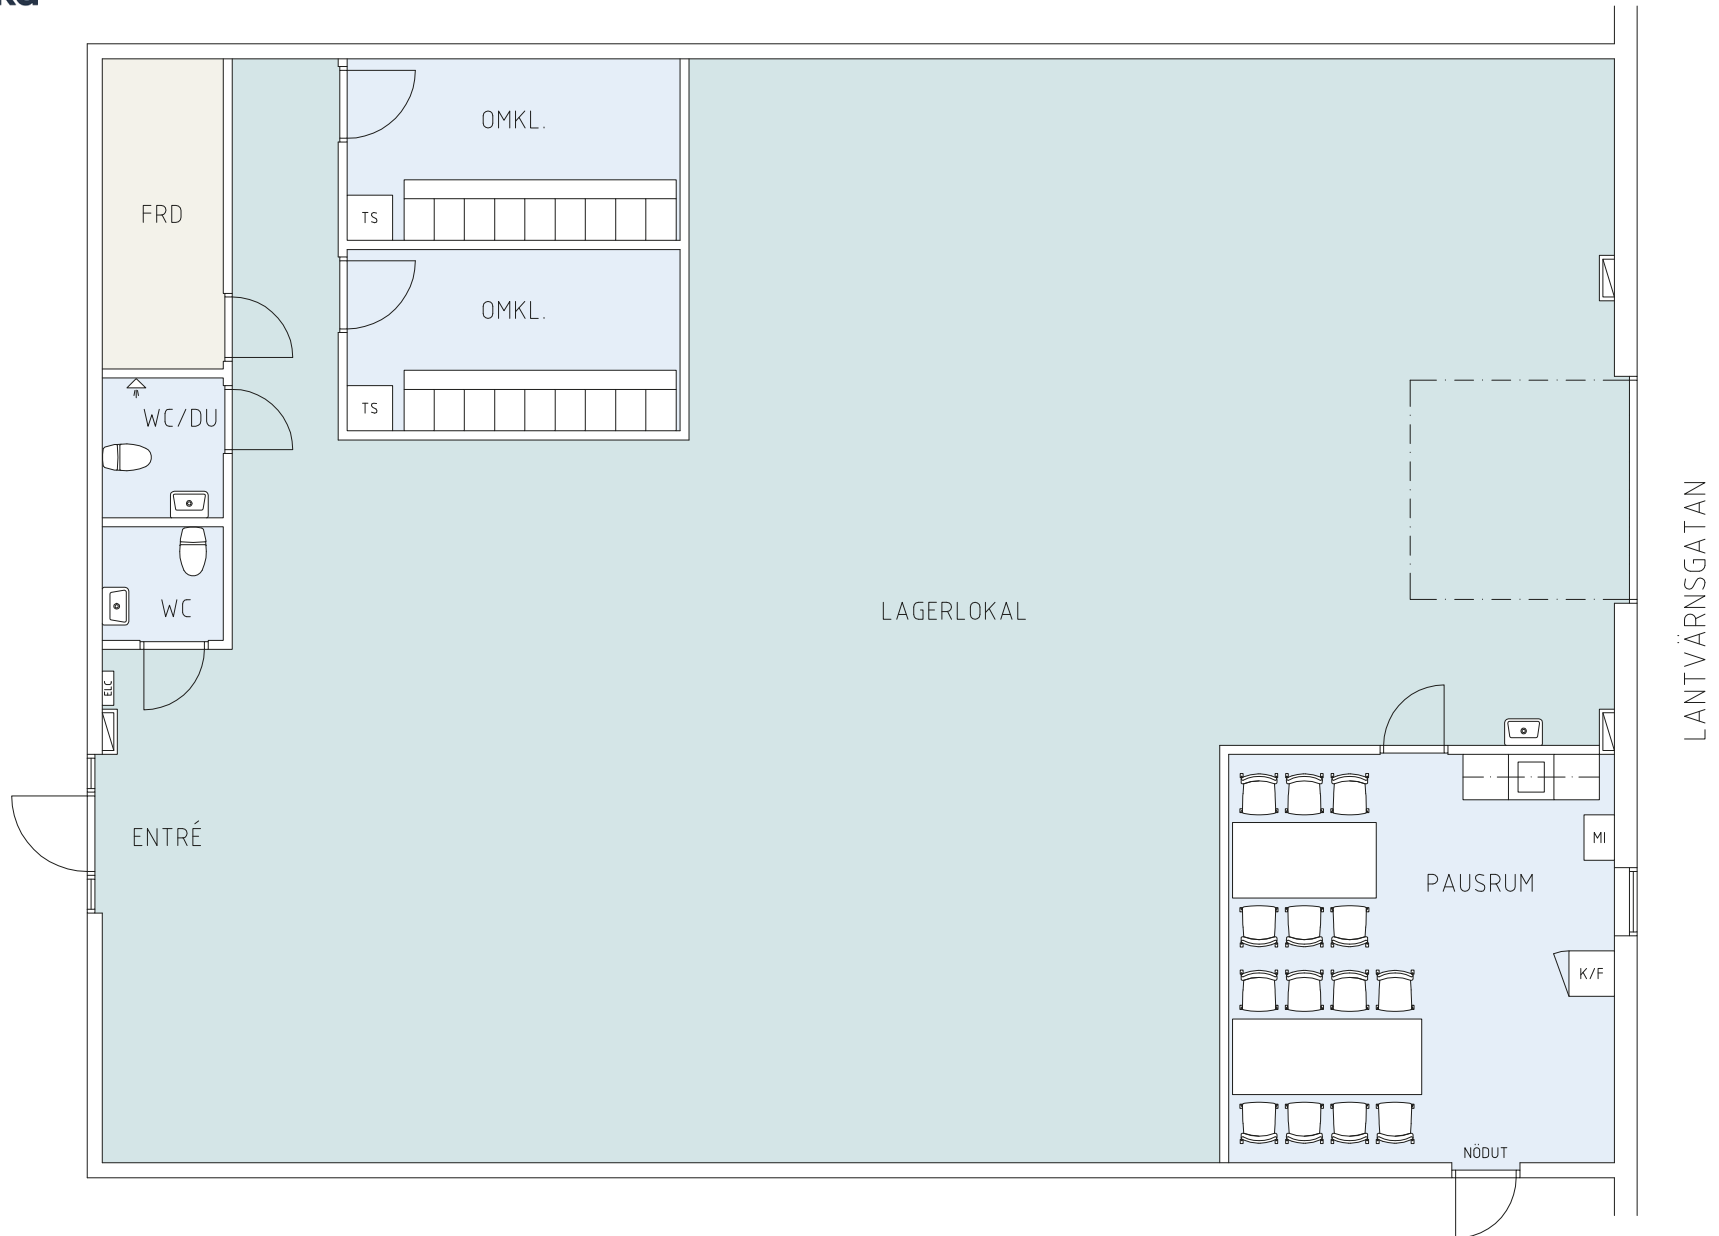 OMKL.
FRD
TS
OMKL.
TS
WC/DU
WC
LAGERLOKAL
LANTVÄRNSGATAN
ELC
ENTRÉ
MI
PAUSRUM
K/F
NÖDUT